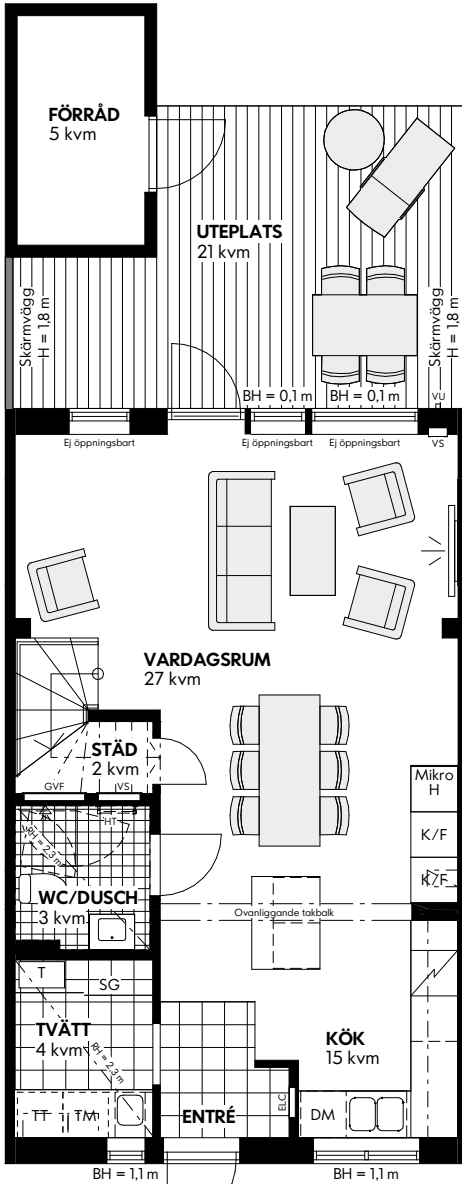 FÖRRÅD
5 kvm
UTEPLATS
21 kvm
Skärmvägg
H = 1,8 m
Skärmvägg
H = 1,8 m
BH = 0,1 m
BH = 0,1 m
VU
Ej öppningsbart
Ej öppningsbart
Ej öppningsbart
VS
VARDAGSRUM
27 kvm
STÄD
2 kvm
GVF
VS
Mikro
H
K/F
K/F
HT
RH = 2,3 m
WC/DUSCH
3 kvm
Ovanliggande takbalk
T
SG
TVÄTT
4 kvm
RH = 2,3 m
KÖK
15 kvm
TT
TM
ENTRÉ
ELC
DM
BH = 1,1 m
BH = 1,1 m